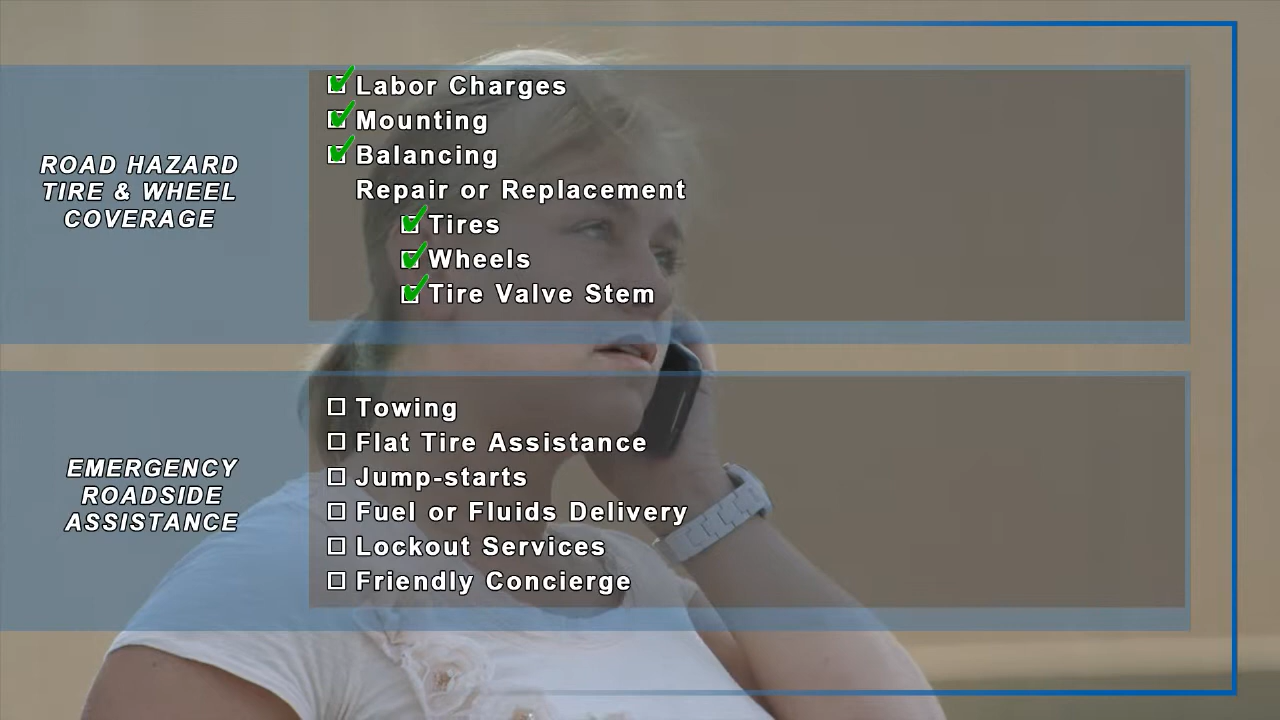 ROAD HAZARD
TIRE & WHEEL
COVERAGE
Labor Charges
Mounting
Balancing
Repair or Replacement
Tires
Wheels
Tire Valve Stem
EMERGENCY
ROADSIDE
ASSISTANCE
Towing
Flat Tire Assistance
Jump-starts
Fuel or Fluids Delivery
Lockout Services
Friendly Concierge